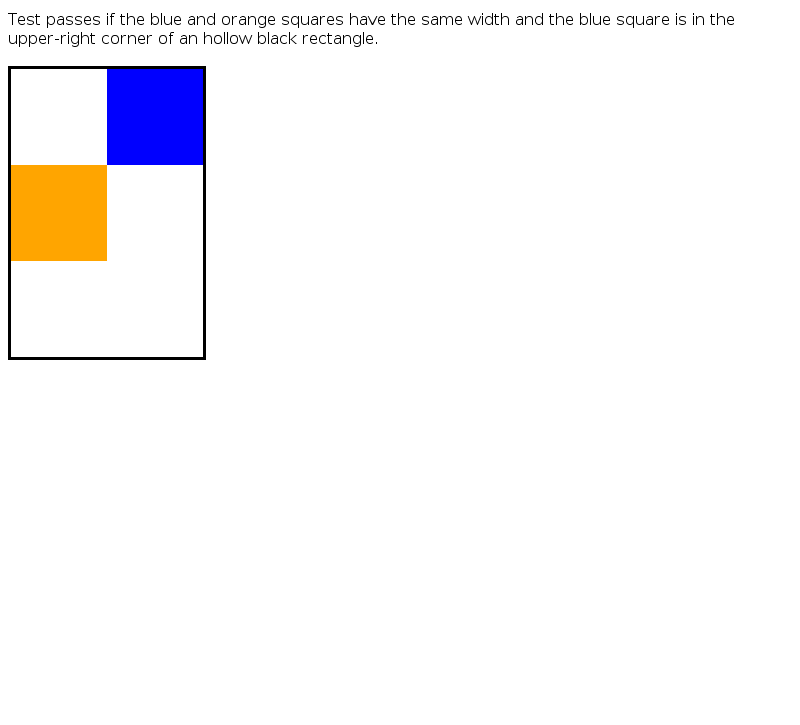 Test passes if the blue and orange squares have the same width and the blue square is in the
upper-right corner of an hollow black rectangle.